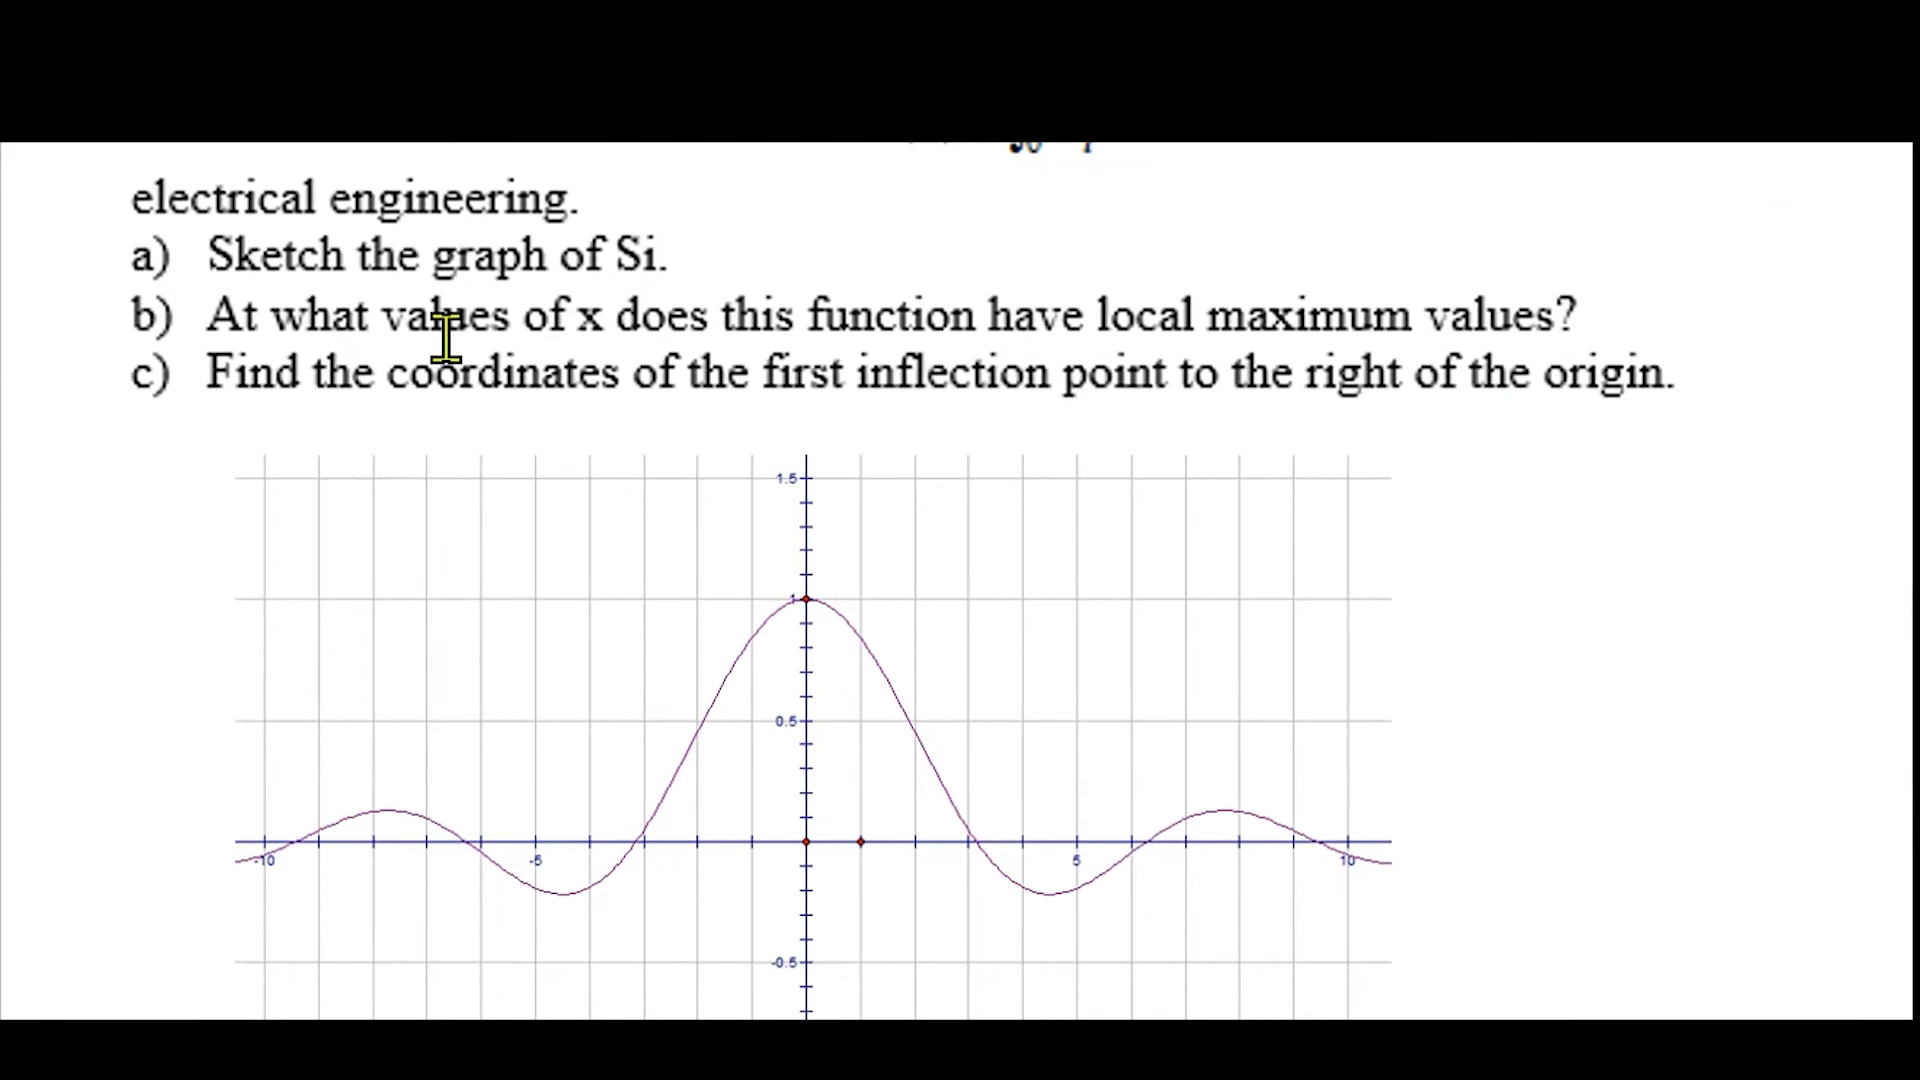 electrical engineering.
a) Sketch the graph of Si.
b) At what values of x does this function have local maximum values?
c) Find the coordinates of the first inflection point to the right of the origin.
1.5
1
0.5
-10 -5 5 10
-0.5